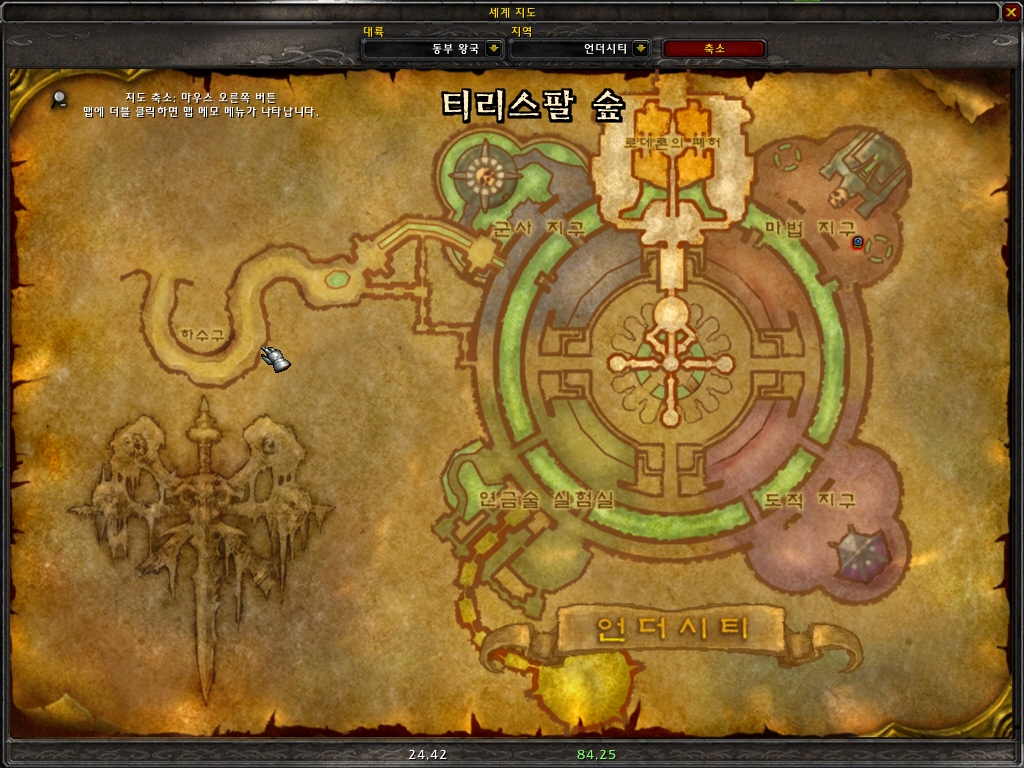 세계 지도
대륙
지역
동부 왕국
언더시티
축소
지도 축소: 마우스 오른쪽 버튼
맵에 더블 클릭하면 맵 메모 메뉴가 나타납니다.
티리스팔 숲
로데론의 폐허
군사 지구
마법 지구
하수구
연금술 실험실
도적 지구
언더시티
24,42
84,25